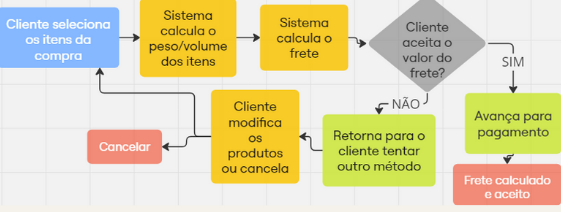 Cliente seleciona
os itens da
compra
Sistema
calcula o
peso/volume
dos itens
Sistema
calcula o
frete
Cliente
aceita o
valor do
frete?
SIM
NÃO
Avança para
pagamento
Frete calculado
e aceito
Retorna para o
cliente tentar
outro método
Cliente
modifica
os
produtos
ou cancela
Cancelar